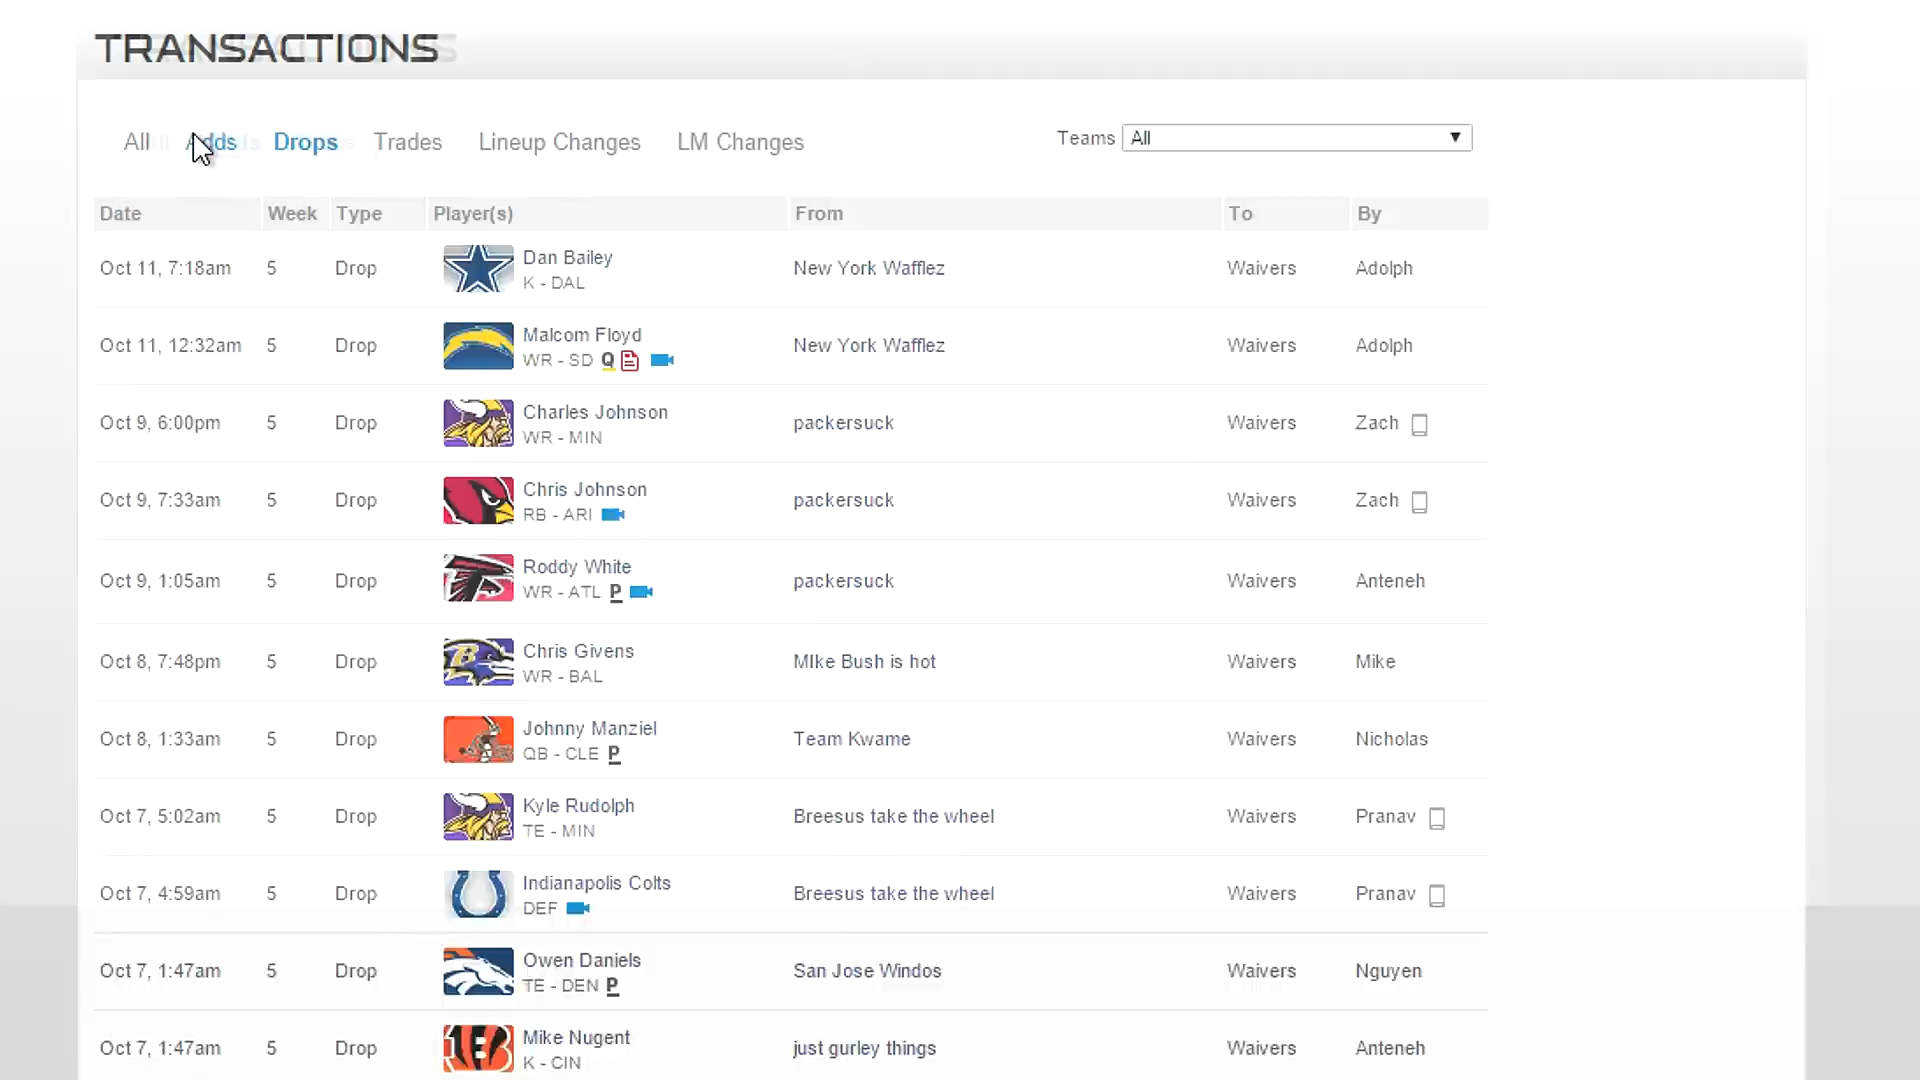 TRANSACTIONS
All Adds Drops Trades Lineup Changes LM Changes Teams All
Date Week Type Player(s) From To By
Oct 11, 7:18am 5 Drop Dan Bailey New York Wafflez Waivers Adolph
K - DAL
Oct 11, 12:32am 5 Drop Malcom Floyd New York Wafflez Waivers Adolph
WR - SD Q
Oct 9, 6:00pm 5 Drop Charles Johnson packersuck Waivers Zach
WR - MIN
Oct 9, 7:33am 5 Drop Chris Johnson packersuck Waivers Zach
RB - ARI
Oct 9, 1:05am 5 Drop Roddy White packersuck Waivers Anteneh
WR - ATL P
Oct 8, 7:48pm 5 Drop Chris Givens MIke Bush is hot Waivers Mike
WR - BAL
Oct 8, 1:33am 5 Drop Johnny Manziel Team Kwame Waivers Nicholas
QB - CLE P
Oct 7, 5:02am 5 Drop Kyle Rudolph Breesus take the wheel Waivers Pranav
TE - MIN
Oct 7, 4:59am 5 Drop Indianapolis Colts Breesus take the wheel Waivers Pranav
DEF
Oct 7, 1:47am 5 Drop Owen Daniels San Jose Windos Waivers Nguyen
TE - DEN P
Oct 7, 1:47am 5 Drop Mike Nugent just gurley things Waivers Anteneh
K - CIN